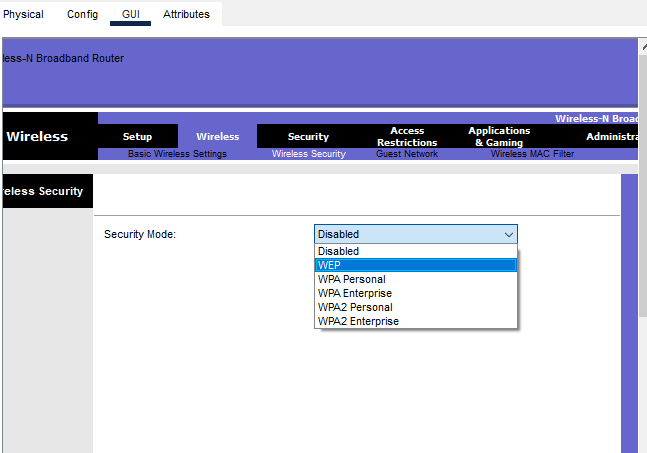 Physical Config GUI Attributes
less-N Broadband Router
Wireless-N Broad
Wireless Setup Wireless Security Access Restrictions Applications & Gaming Administra
Basic Wireless Settings Wireless Security Guest Network Wireless MAC Filter
reless Security
Security Mode: Disabled
Disabled
WEP
WPA Personal
WPA Enterprise
WPA2 Personal
WPA2 Enterprise